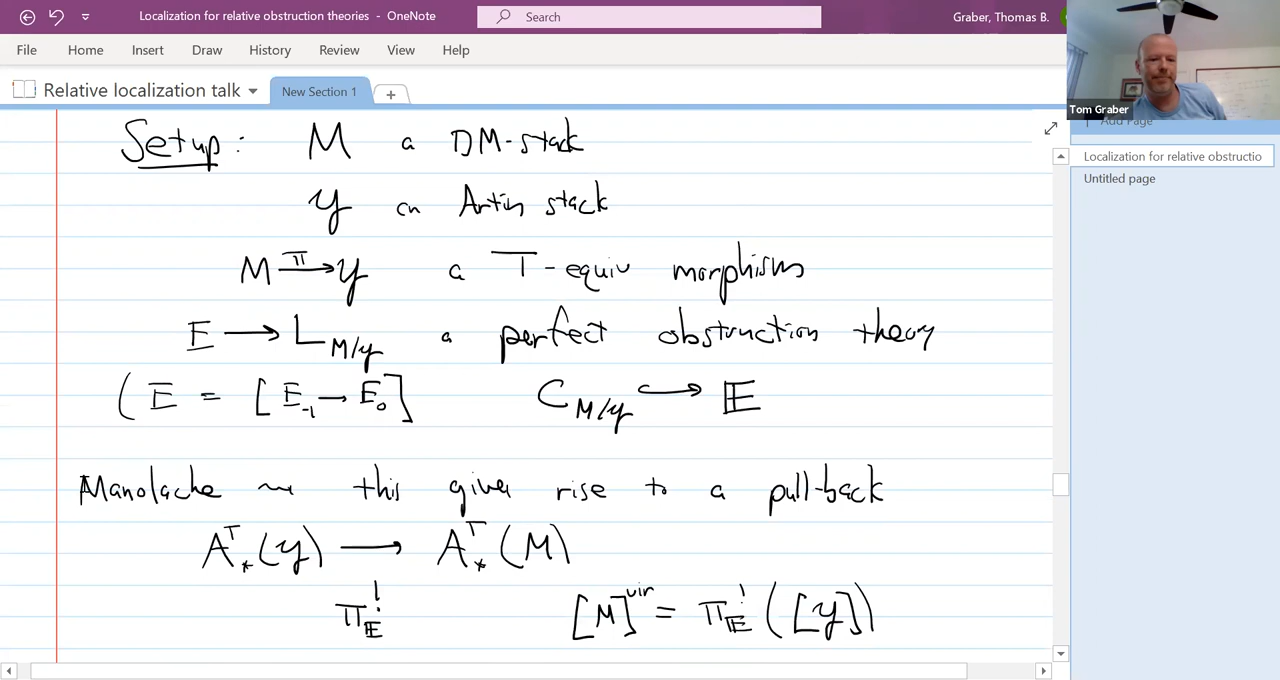 Localization for relative obstruction theories - OneNote
Search
Graber, Thomas B.
File Home Insert Draw History Review View Help
Relative localization talk
New Section 1
+
Tom Graber
Add Page
Localization for relative obstructio
Untitled page
Setup: M a DM-stack
𝒴 an Artin stack
M —π→ 𝒴 a T-equiv morphism
E → L_{M/𝒴} a perfect obstruction theory
(E = [E_{-1} → E_0] C_{M/𝒴} ↪ 𝔼
Manolache ⇝ this gives rise to a pull-back
A^T_*(𝒴) → A^T_*(M)
π^!_𝔼 [M]^{vir} = π^!_𝔼([𝒴])